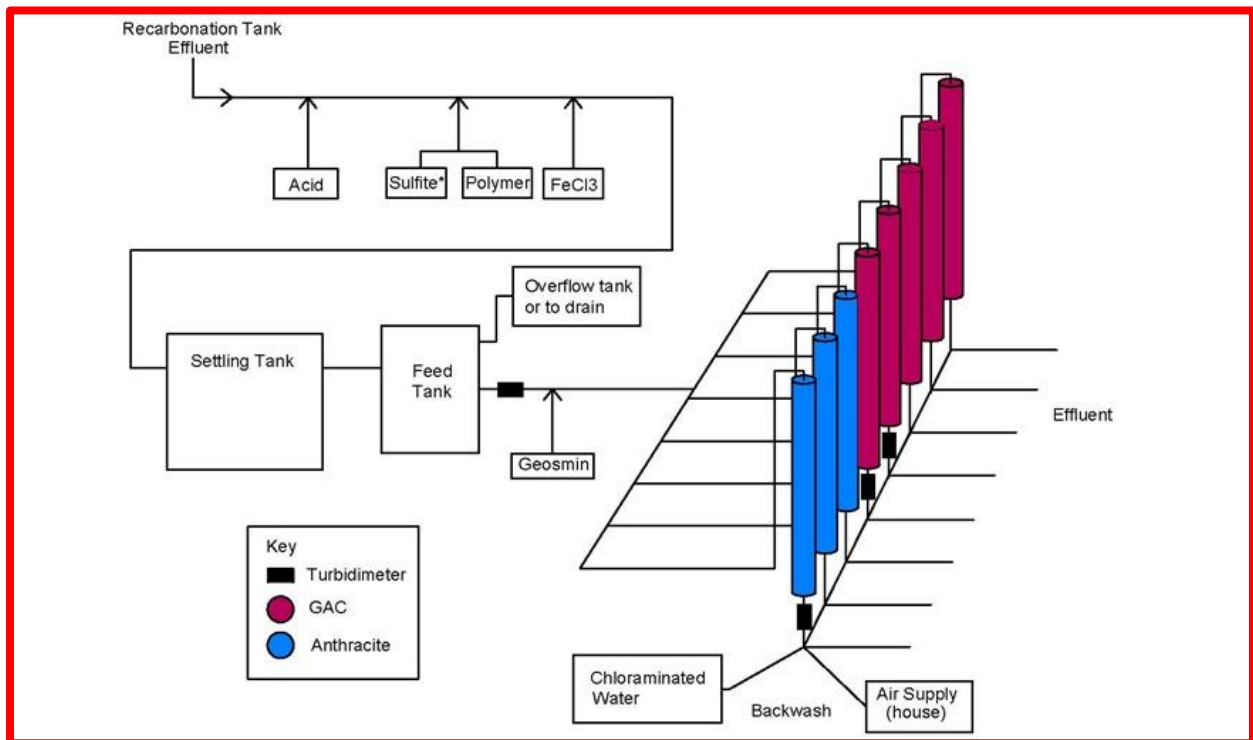 Recarbonation Tank
Effluent
Acid
Sulfite*
Polymer
FeCl3
Overflow tank
or to drain
Settling Tank
Feed
Tank
Geosmin
Effluent
Key
Turbidimeter
GAC
Anthracite
Chloraminated
Water
Backwash
Air Supply
(house)